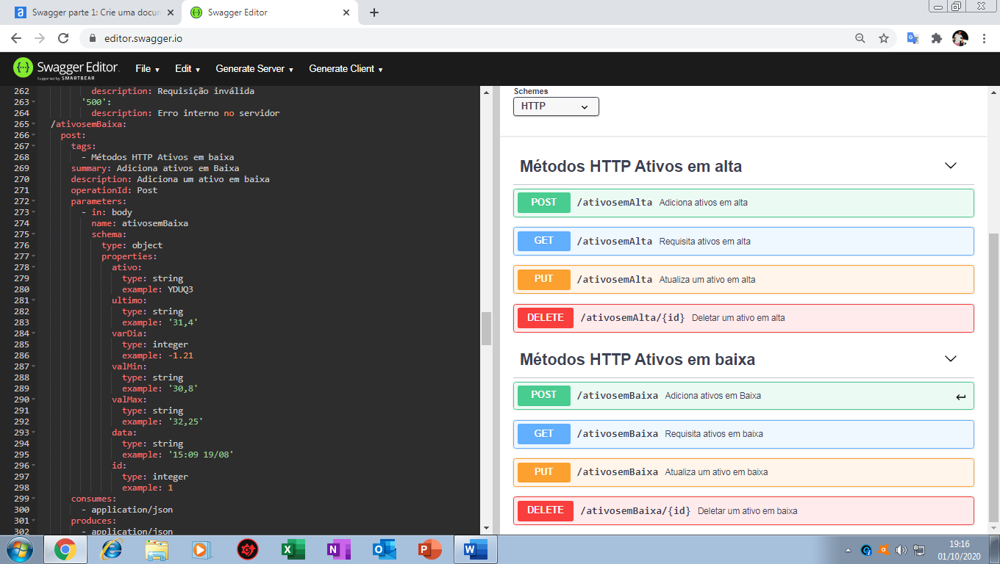 Swagger parte 1: Crie uma docun
Swagger Editor
editor.swagger.io
Swagger Editor
Supported by SMARTBEAR
File
Edit
Generate Server
Generate Client
262 description: Requisição inválida
263 '500':
264 description: Erro interno no servidor
265 /ativosemBaixa:
266 post:
267 tags:
268 - Métodos HTTP Ativos em baixa
269 summary: Adiciona ativos em Baixa
270 description: Adiciona um ativo em baixa
271 operationId: Post
272 parameters:
273 - in: body
274 name: ativosemBaixa
275 schema:
276 type: object
277 properties:
278 ativo:
279 type: string
280 example: YDUQ3
281 ultimo:
282 type: string
283 example: '31,4'
284 varDia:
285 type: integer
286 example: -1.21
287 valMin:
288 type: string
289 example: '30,8'
290 valMax:
291 type: string
292 example: '32,25'
293 data:
294 type: string
295 example: '15:09 19/08'
296 id:
297 type: integer
298 example: 1
299 consumes:
300 - application/json
301 produces:
302 - application/json
Schemes
HTTP
Métodos HTTP Ativos em alta
POST /ativosemAlta Adiciona ativos em alta
GET /ativosemAlta Requisita ativos em alta
PUT /ativosemAlta Atualiza um ativo em alta
DELETE /ativosemAlta/{id} Deletar um ativo em alta
Métodos HTTP Ativos em baixa
POST /ativosemBaixa Adiciona ativos em Baixa
GET /ativosemBaixa Requisita ativos em baixa
PUT /ativosemBaixa Atualiza um ativo em baixa
DELETE /ativosemBaixa/{id} Deletar um ativo em baixa
19:16
01/10/2020